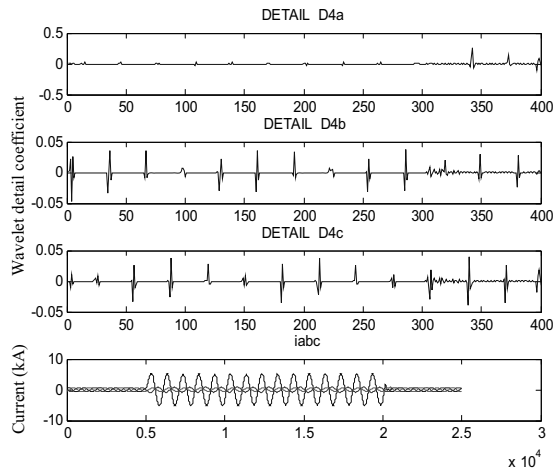 DETAIL D4a
0.5
0
-0.5
0 50 100 150 200 250 300 350 400
DETAIL D4b
0.05
0
-0.05
0 50 100 150 200 250 300 350 400
DETAIL D4c
0.05
0
-0.05
0 50 100 150 200 250 300 350 400
Wavelet detail coefficient
iabc
10
0
-10
0 0.5 1 1.5 2 2.5 3
x 10^4
Current (kA)